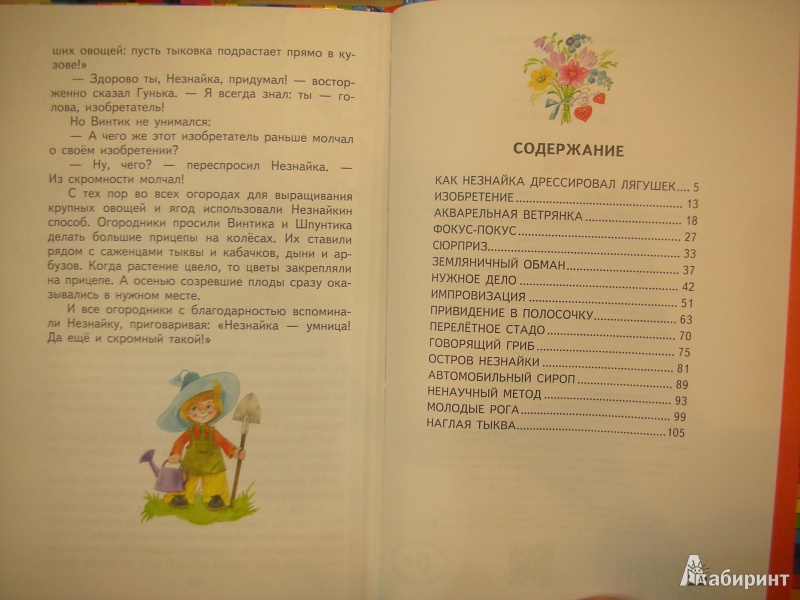 ших овощей: пусть тыковка подрастает прямо в ку-
зове!»
— Здорово ты, Незнайка, придумал! — востор-
женно сказал Гунька. — Я всегда знал: ты — го-
лова, изобретатель!
Но Винтик не унимался:
— А чего же этот изобретатель раньше молчал
о своём изобретении?
— Ну, чего? — переспросил Незнайка. —
Из скромности молчал!
С тех пор во всех огородах для выращивания
крупных овощей и ягод использовали Незнайкин
способ. Огородники просили Винтика и Шпунтика
делать большие прицепы на колёсах. Их ставили
рядом с саженцами тыквы и кабачков, дыни и ар-
бузов. Когда растение цвело, то цветы закрепляли
на прицепе. А осенью созревшие плоды сразу ока-
зывались в нужном месте.
И все огородники с благодарностью вспомина-
ли Незнайку, приговаривая: «Незнайка — умница!
Да ещё и скромный такой!»
СОДЕРЖАНИЕ
КАК НЕЗНАЙКА ДРЕССИРОВАЛ ЛЯГУШЕК.... 5
ИЗОБРЕТЕНИЕ.... 13
АКВАРЕЛЬНАЯ ВЕТРЯНКА.... 18
ФОКУС-ПОКУС.... 27
СЮРПРИЗ.... 33
ЗЕМЛЯНИЧНЫЙ ОБМАН.... 37
НУЖНОЕ ДЕЛО.... 42
ИМПРОВИЗАЦИЯ.... 51
ПРИВИДЕНИЕ В ПОЛОСОЧКУ.... 63
ПЕРЕЛЁТНОЕ СТАДО.... 70
ГОВОРЯЩИЙ ГРИБ.... 75
ОСТРОВ НЕЗНАЙКИ.... 81
АВТОМОБИЛЬНЫЙ СИРОП.... 89
НЕНАУЧНЫЙ МЕТОД.... 93
МОЛОДЫЕ РОГА.... 99
НАГЛАЯ ТЫКВА.... 105
Лабиринт